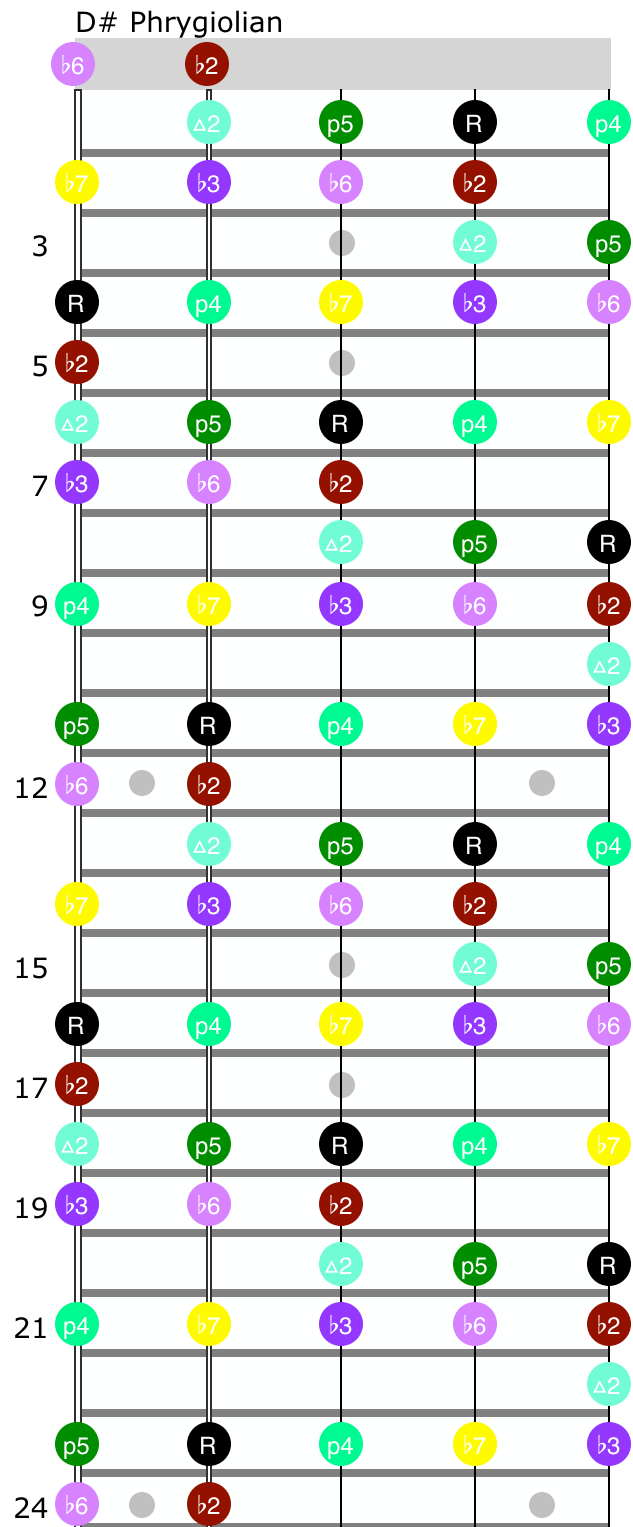 D# Phrygiolian
♭6 ♭2
△2 p5 R p4
♭7 ♭3 ♭6 ♭2
3 △2 p5
R p4 ♭7 ♭3 ♭6
5 ♭2
△2 p5 R p4 ♭7
7 ♭3 ♭6 ♭2
△2 p5 R
9 p4 ♭7 ♭3 ♭6 ♭2
△2
p5 R p4 ♭7 ♭3
12 ♭6 ♭2
△2 p5 R p4
♭7 ♭3 ♭6 ♭2
15 △2 p5
R p4 ♭7 ♭3 ♭6
17 ♭2
△2 p5 R p4 ♭7
19 ♭3 ♭6 ♭2
△2 p5 R
21 p4 ♭7 ♭3 ♭6 ♭2
△2
p5 R p4 ♭7 ♭3
24 ♭6 ♭2